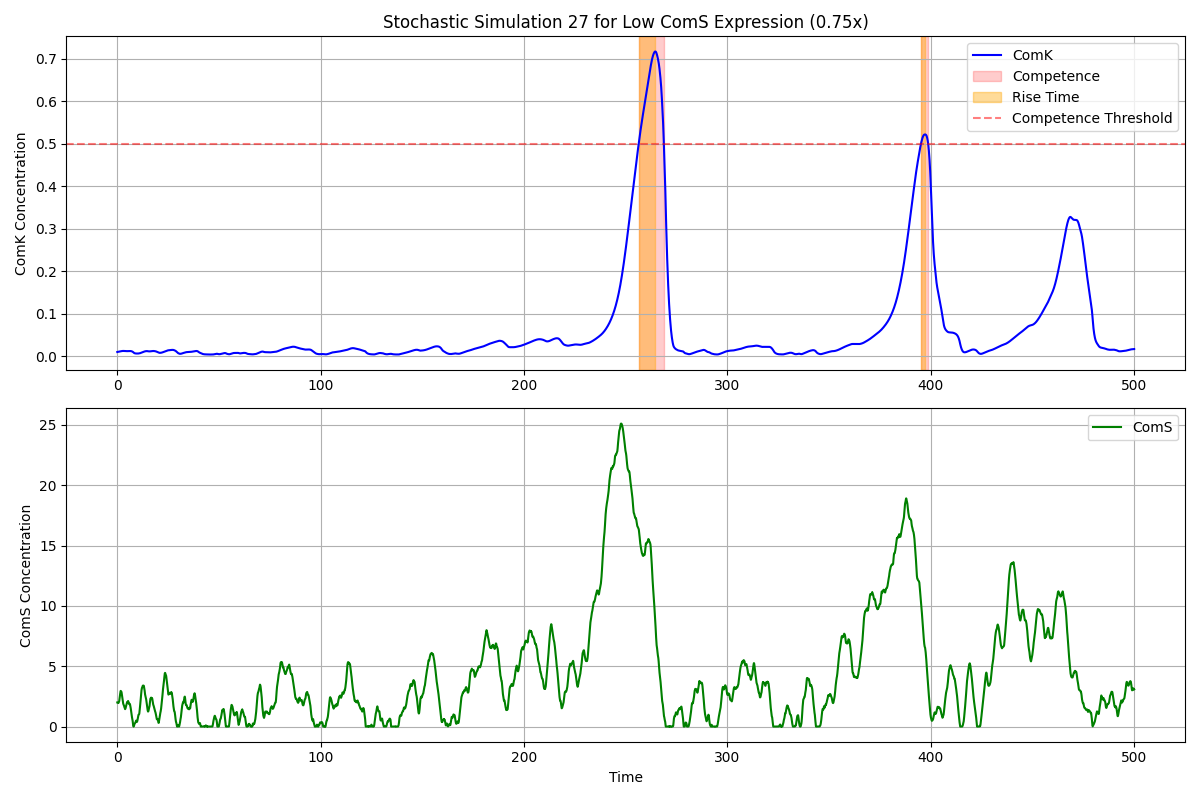 Stochastic Simulation 27 for Low ComS Expression (0.75x)
ComK Concentration
0.7
0.6
0.5
0.4
0.3
0.2
0.1
0.0
ComK
Competence
Rise Time
Competence Threshold
0 100 200 300 400 500
ComS Concentration
25
20
15
10
5
0
ComS
0 100 200 300 400 500
Time